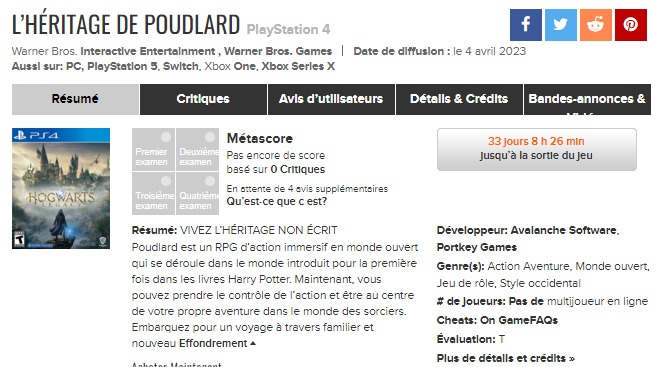 L'HÉRITAGE DE POUDLARD PlayStation 4
Warner Bros. Interactive Entertainment , Warner Bros. Games | Date de diffusion : le 4 avril 2023
Aussi sur: PC, PlayStation 5, Switch, Xbox One, Xbox Series X
Résumé
Critiques
Avis d'utilisateurs
Détails & Crédits
Bandes-annonces &
PS4
HOGWARTS
LEGACY
Premier examen
Deuxième examen
Troisième examen
Quatrième examen
Métascore
Pas encore de score
basé sur 0 Critiques
En attente de 4 avis supplémentaires
Qu'est-ce que c est?
33 jours 8 h 26 min
Jusqu'à la sortie du jeu
Résumé: VIVEZ L'HÉRITAGE NON ÉCRIT
Poudlard est un RPG d'action immersif en monde ouvert
qui se déroule dans le monde introduit pour la première
fois dans les livres Harry Potter. Maintenant, vous
pouvez prendre le contrôle de l'action et être au centre
de votre propre aventure dans le monde des sorciers.
Embarquez pour un voyage à travers familier et
nouveau Effondrement
Acheter Maintenant
Développeur: Avalanche Software,
Portkey Games
Genre(s): Action Aventure, Monde ouvert,
Jeu de rôle, Style occidental
# de joueurs: Pas de multijoueur en ligne
Cheats: On GameFAQs
Évaluation: T
Plus de détails et crédits »